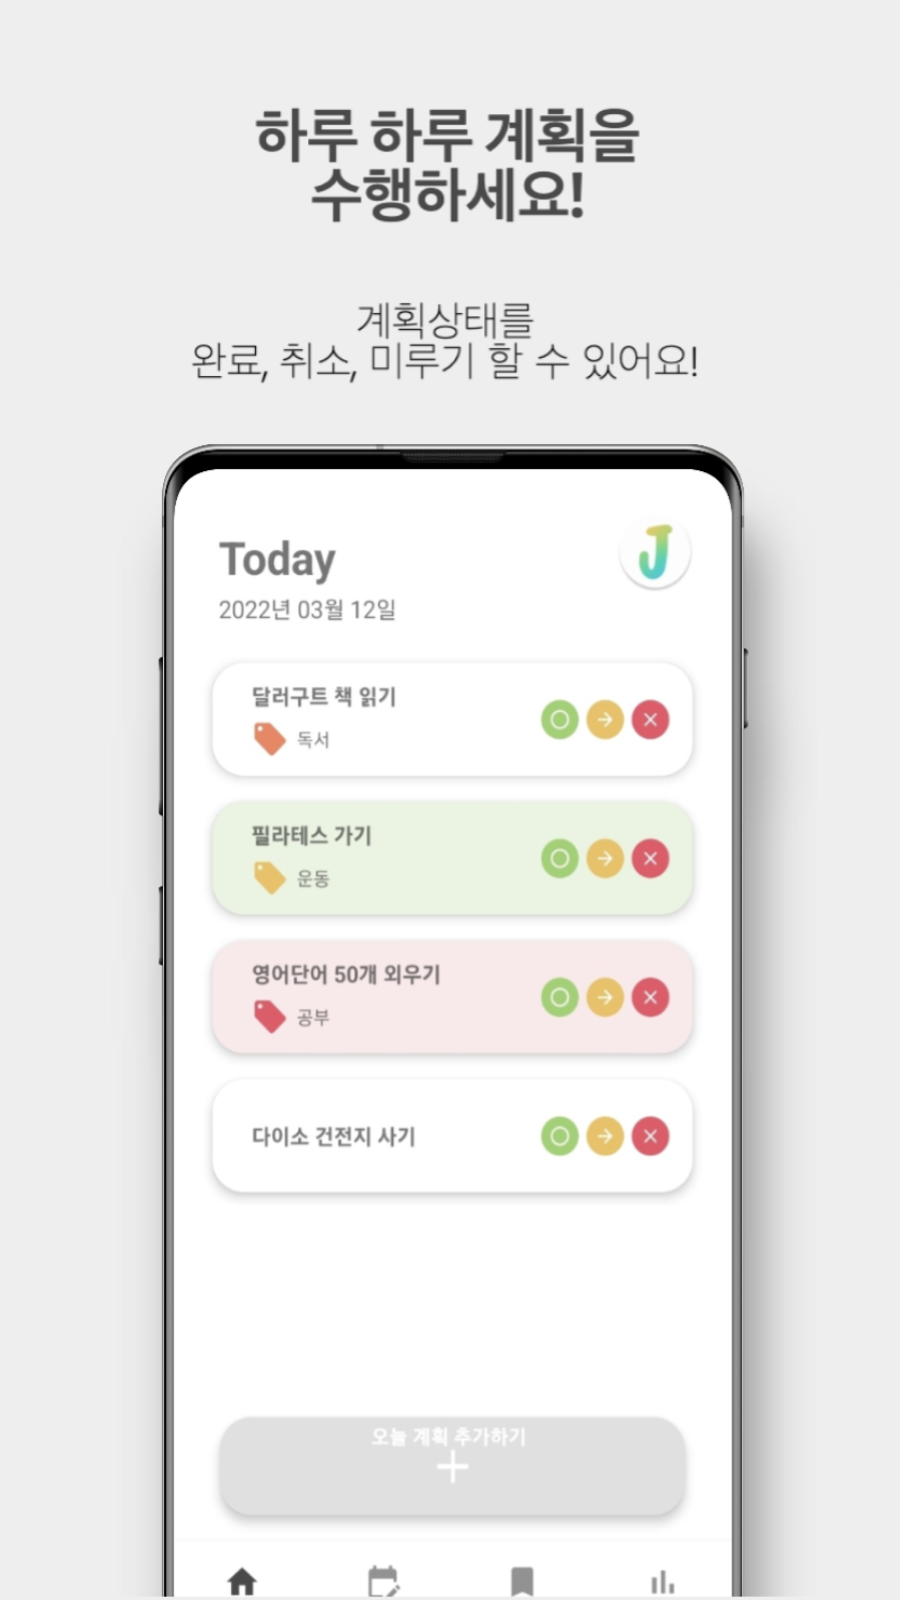 하루 하루 계획을
수행하세요!
계획상태를
완료, 취소, 미루기 할 수 있어요!
Today
J
2022년 03월 12일
달러구트 책 읽기
독서
필라테스 가기
운동
영어단어 50개 외우기
공부
다이소 건전지 사기
오늘 계획 추가하기